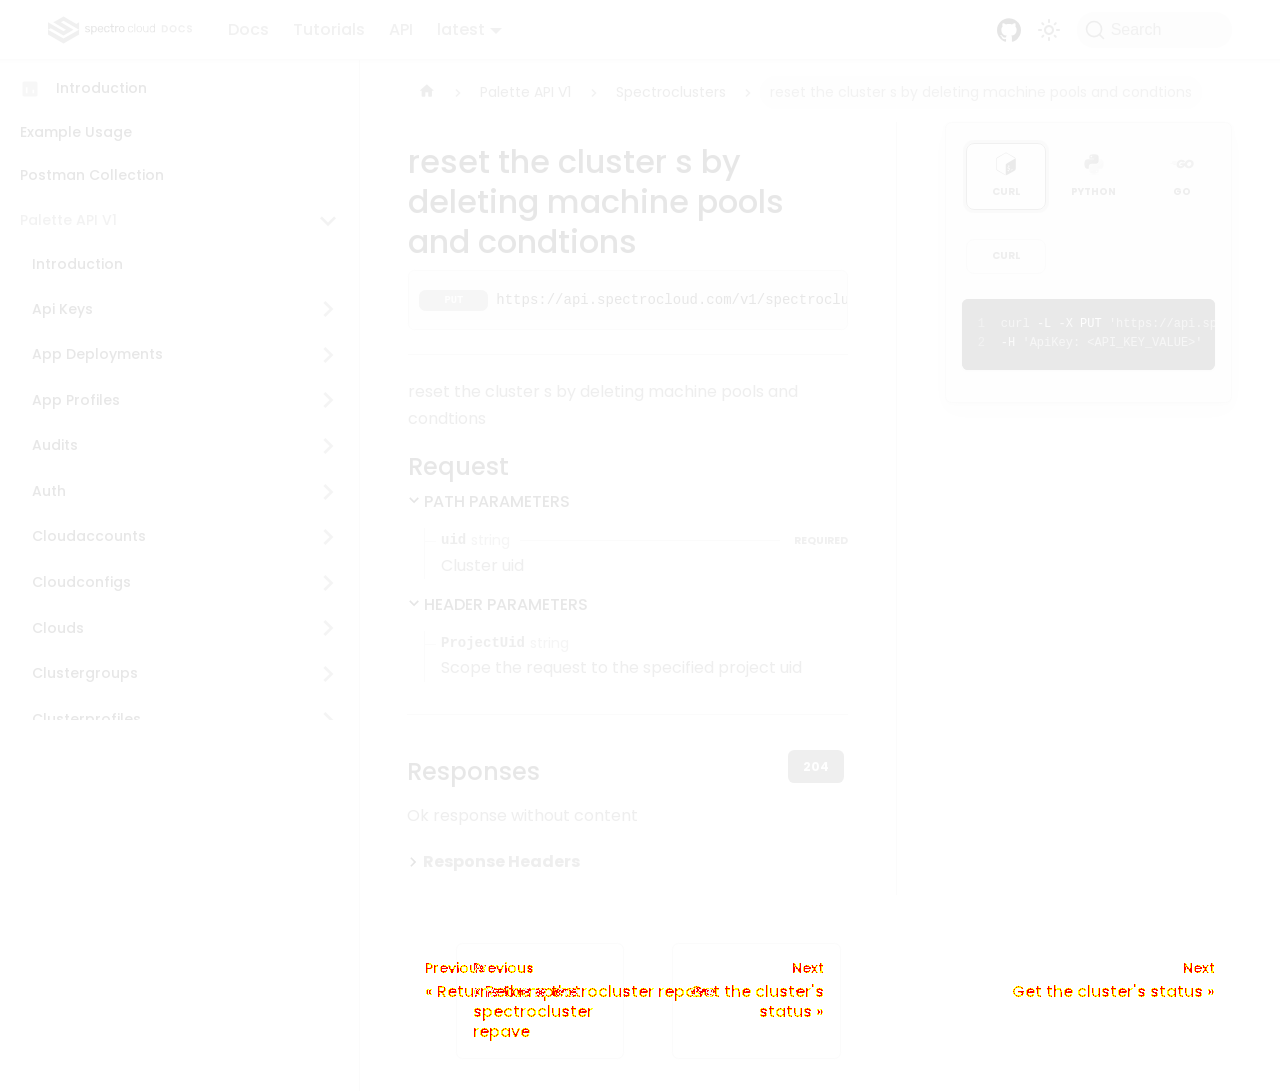 spectro cloud DOCS
Docs
Tutorials
API
latest
Search
Introduction
Example Usage
Postman Collection
Palette API V1
Introduction
Api Keys
App Deployments
App Profiles
Audits
Auth
Cloudaccounts
Cloudconfigs
Clouds
Clustergroups
Clusterprofiles
Palette API V1
Spectroclusters
reset the cluster s by deleting machine pools and condtions
reset the cluster s by
deleting machine pools
and condtions
PUT https://api.spectrocloud.com/v1/spectroclu
reset the cluster s by deleting machine pools and
condtions
Request
PATH PARAMETERS
uid string REQUIRED
Cluster uid
HEADER PARAMETERS
ProjectUid string
Scope the request to the specified project uid
Responses
204
Ok response without content
Response Headers
CURL
PYTHON
GO
CURL
1 curl -L -X PUT 'https://api.sp
2 -H 'ApiKey: <API_KEY_VALUE>'
Previous
Previous
Next
Next
spectrocluster repave
spectrocluster
repave
Get the cluster's
status »
Get the cluster's status »